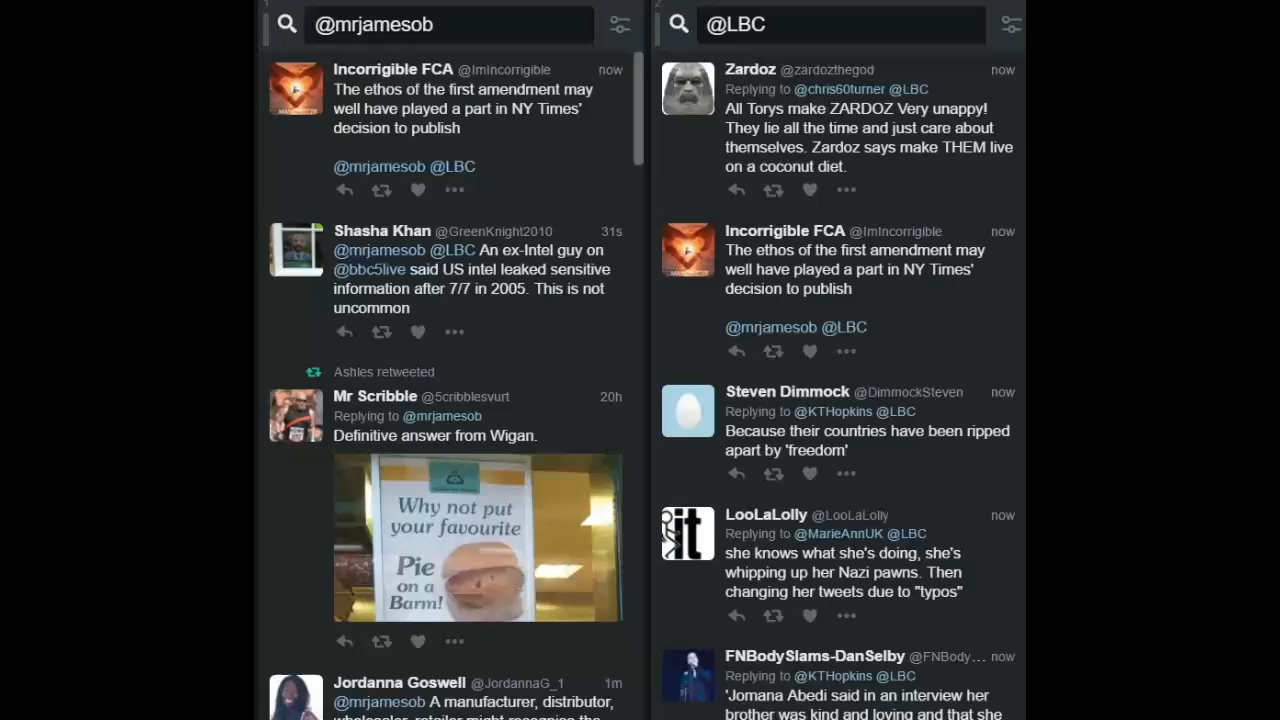 1
@mrjamesob
Incorrigible FCA @ImIncorrigible now
The ethos of the first amendment may
well have played a part in NY Times'
decision to publish
@mrjamesob @LBC
Shasha Khan @GreenKnight2010 31s
@mrjamesob @LBC An ex-Intel guy on
@bbc5live said US intel leaked sensitive
information after 7/7 in 2005. This is not
uncommon
Ashles retweeted
Mr Scribble @5cribblesvurt 20h
Replying to @mrjamesob
Definitive answer from Wigan.
Why not put
your favourite
Pie
on a
Barm!
Jordanna Goswell @JordannaG_1 1m
@mrjamesob A manufacturer, distributor,
wholesaler, retailer might recognise the
2
@LBC
Zardoz @zardozthegod now
Replying to @chris60turner @LBC
All Torys make ZARDOZ Very unappy!
They lie all the time and just care about
themselves. Zardoz says make THEM live
on a coconut diet.
Incorrigible FCA @ImIncorrigible now
The ethos of the first amendment may
well have played a part in NY Times'
decision to publish
@mrjamesob @LBC
Steven Dimmock @DimmockSteven now
Replying to @KTHopkins @LBC
Because their countries have been ripped
apart by 'freedom'
LooLaLolly @LooLaLolly now
Replying to @MarieAnnUK @LBC
she knows what she's doing, she's
whipping up her Nazi pawns. Then
changing her tweets due to "typos"
it
FNBodySlams-DanSelby @FNBody... now
Replying to @KTHopkins @LBC
'Jomana Abedi said in an interview her
brother was kind and loving and that she